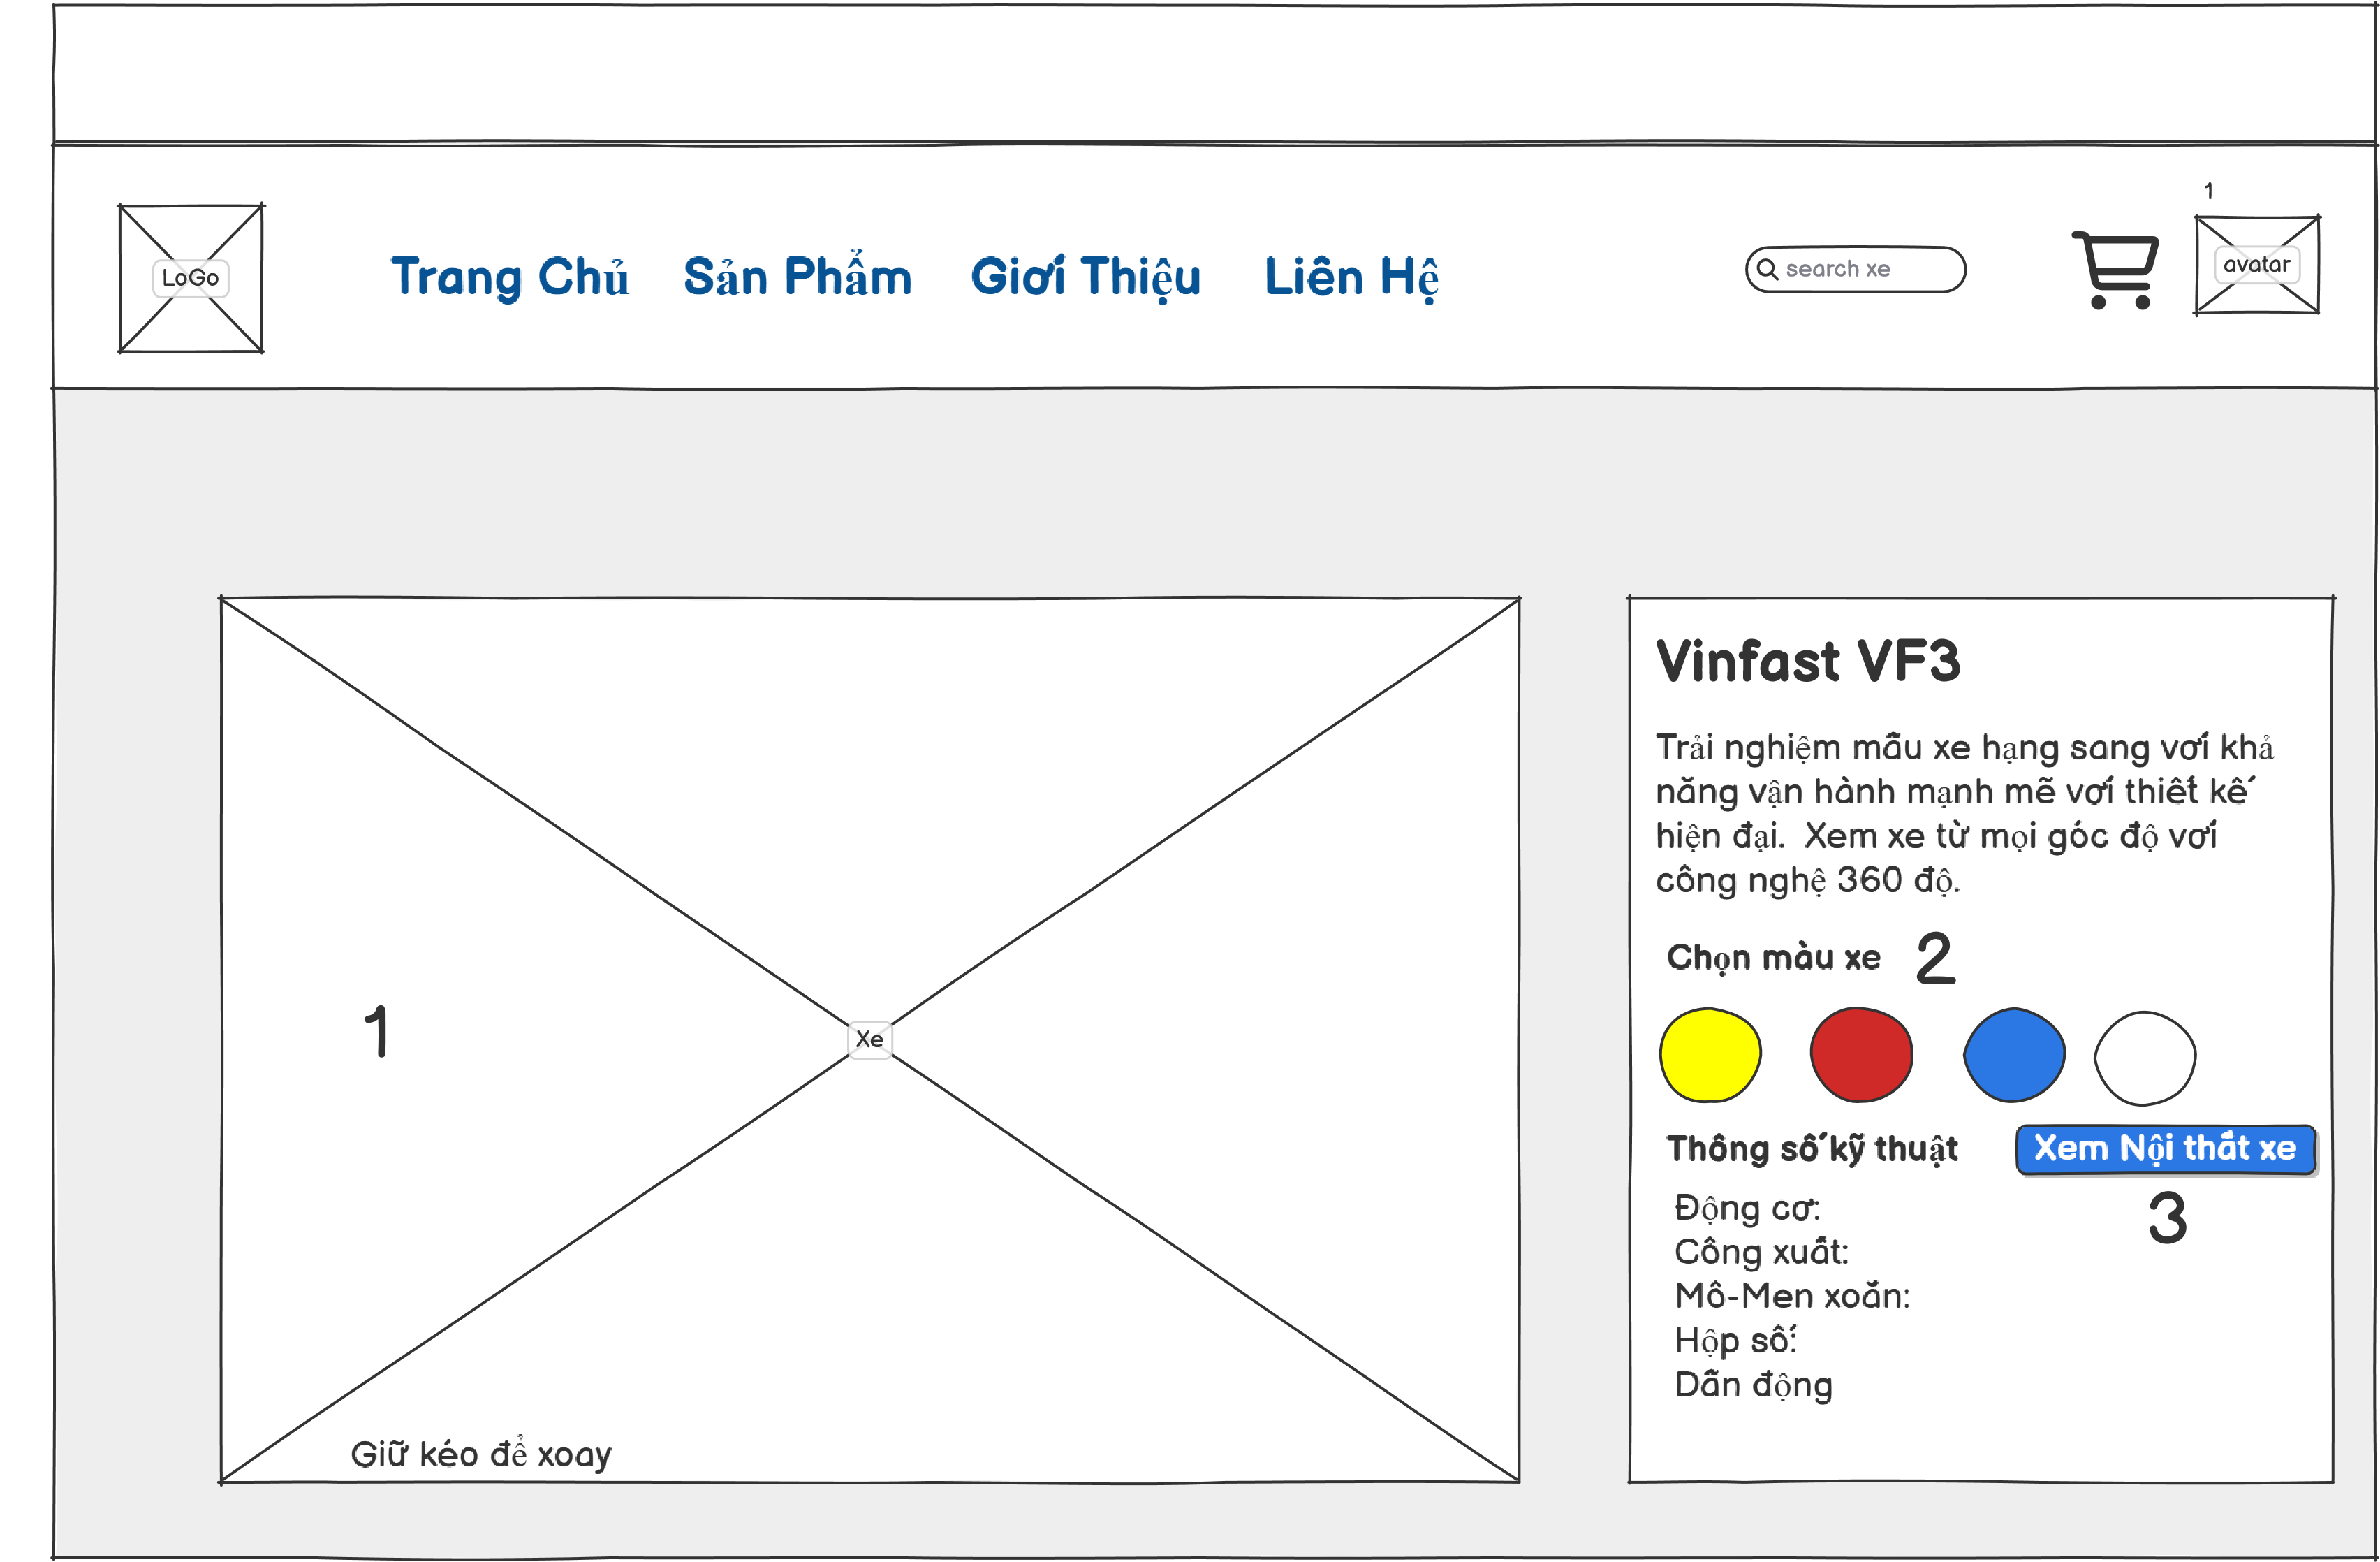 1
LoGo
Trang Chủ
Sản Phẩm
Giới Thiệu
Liên Hệ
search xe
avatar
Vinfast VF3
Trải nghiệm mẫu xe hạng sang với khả
năng vận hành mạnh mẽ với thiết kế
hiện đại. Xem xe từ mọi góc độ với
công nghệ 360 độ.
Chọn màu xe 2
1
Xe
Thông số kỹ thuật
Xem Nội thất xe
3
Động cơ:
Công xuất:
Mô-Men xoắn:
Hộp số:
Dẫn động
Giữ kéo để xoay